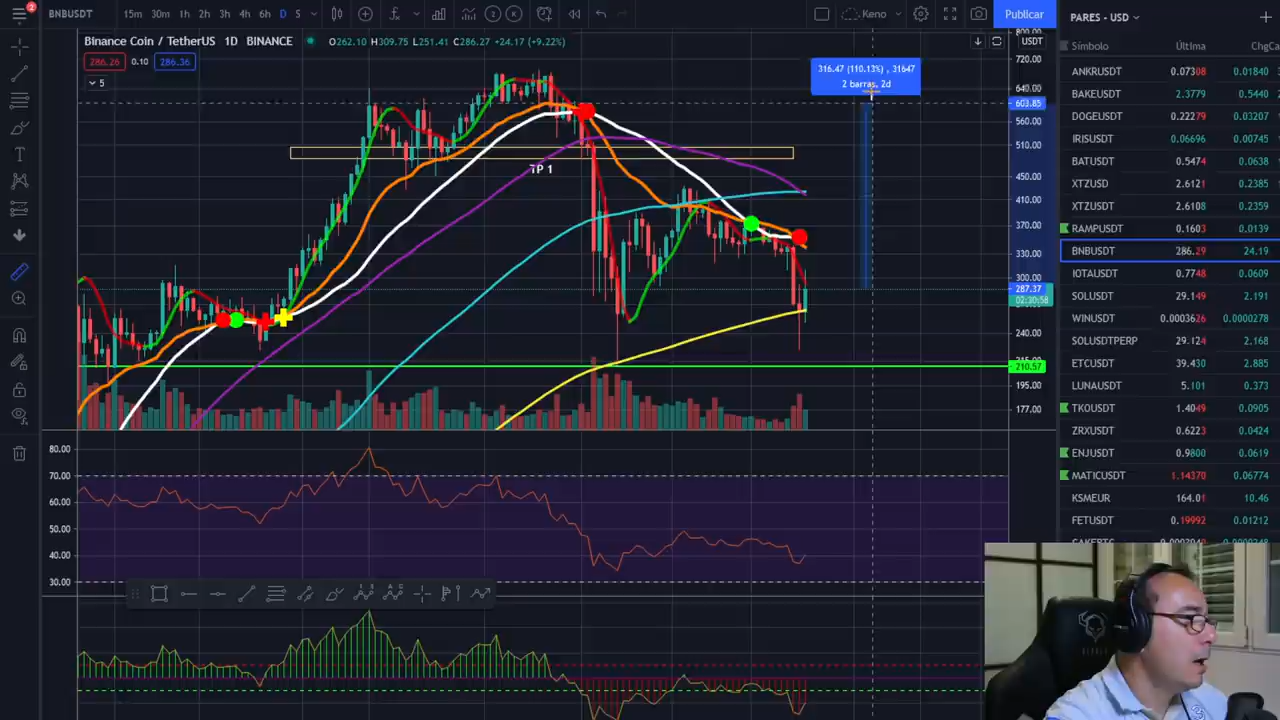 2
BNBUSDT
15m 30m 1h 2h 3h 4h 6h D S
Keno
Publicar
PARES - USD
Binance Coin / TetherUS 1D BINANCE O262.10 H309.75 L251.41 C286.27 +24.17 (+9.22%)
286.26 0.10 286.36
5
316.47 (110.13%) , 31647
2 barras, 2d
TP 1
USDT
800.00
720.00
640.00
603.85
560.00
510.00
450.00
410.00
370.00
330.00
300.00
287.37
02:30:58
240.00
210.57
195.00
177.00
80.00
70.00
60.00
50.00
40.00
30.00
Símbolo Última Chg
ANKRUSDT 0.07308 0.01840
BAKEUSDT 2.3779 0.5440
DOGEUSDT 0.22279 0.03207
IRISUSDT 0.06696 0.00745
BATUSDT 0.5474 0.0638
XTZUSD 2.6121 0.2385
XTZUSDT 2.6108 0.2359
RAMPUSDT 0.1603 0.0139
BNBUSDT 286.29 24.19
IOTAUSDT 0.7748 0.0609
SOLUSDT 29.149 2.191
WINUSDT 0.0003626 0.0000278
SOLUSDTPERP 29.124 2.168
ETCUSDT 39.430 2.885
LUNAUSDT 5.101 0.373
TKOUSDT 1.4049 0.0905
ZRXUSDT 0.6223 0.0424
ENJUSDT 0.9800 0.0619
MATICUSDT 1.14370 0.06774
KSMEUR 164.01 10.46
FETUSDT 0.19992 0.01212